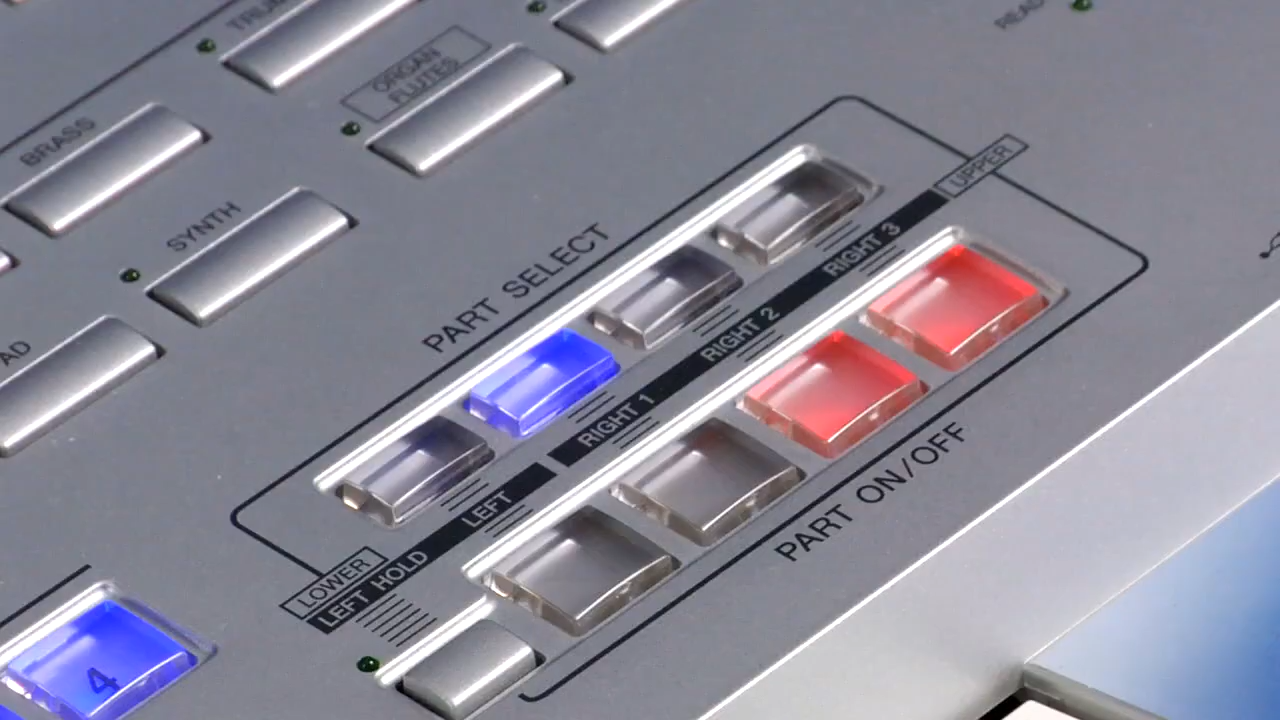 BRASS
ORGAN
FLUTES
SYNTH
PART SELECT
UPPER
RIGHT 3
RIGHT 2
RIGHT 1
LEFT
LEFT HOLD
LOWER
PART ON/OFF
4